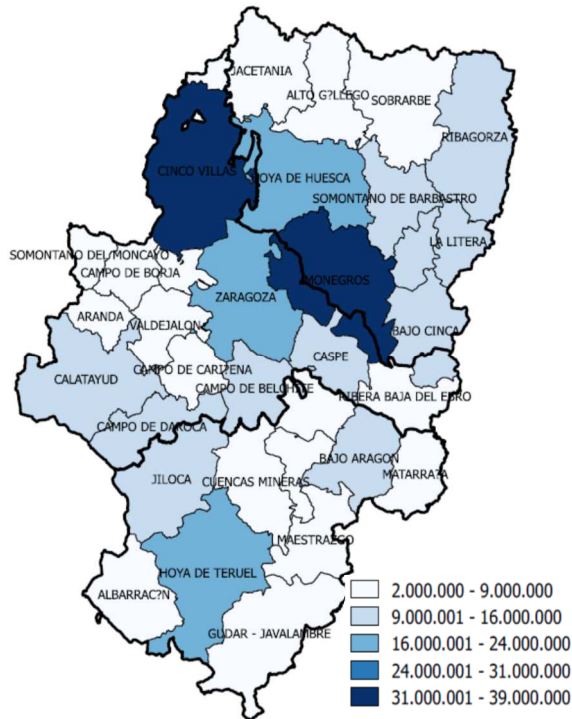 JACETANIA
ALTO G?LLEGO
SOBRARBE
RIBAGORZA
CINCO VILLAS
HOYA DE HUESCA
SOMONTANO DE BARBASTRO
LA LITERA
SOMONTANO DEL MONCAYO
CAMPO DE BORJA
MONEGROS
ZARAGOZA
ARANDA
VALDEJALON
BAJO CINCA
CASPE
CALATAYUD
CAMPO DE CARI?ENA
CAMPO DE BELCHITE
RIBERA BAJA DEL EBRO
CAMPO DE DAROCA
BAJO ARAGON
JILOCA
CUENCAS MINERAS
MATARRA?A
MAESTRAZGO
HOYA DE TERUEL
ALBARRAC?N
GUDAR - JAVALAMBRE
2.000.000 - 9.000.000
9.000.001 - 16.000.000
16.000.001 - 24.000.000
24.000.001 - 31.000.000
31.000.001 - 39.000.000